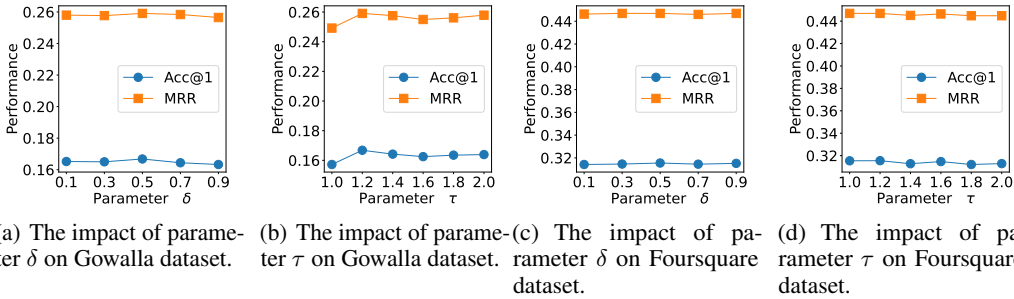 0.26
0.24
0.22
0.20
0.18
0.16
Performance
Acc@1
MRR
0.1 0.3 0.5 0.7 0.9
Parameter δ
(a) The impact of parame-
ter δ on Gowalla dataset.
0.26
0.24
0.22
0.20
0.18
0.16
Performance
Acc@1
MRR
1.0 1.2 1.4 1.6 1.8 2.0
Parameter τ
(b) The impact of parame-
ter τ on Gowalla dataset.
0.44
0.42
0.40
0.38
0.36
0.34
0.32
Performance
Acc@1
MRR
0.1 0.3 0.5 0.7 0.9
Parameter δ
(c) The impact of pa-
rameter δ on Foursquare
dataset.
0.44
0.42
0.40
0.38
0.36
0.34
0.32
Performance
Acc@1
MRR
1.0 1.2 1.4 1.6 1.8 2.0
Parameter τ
(d) The impact of pa
rameter τ on Foursquare
dataset.